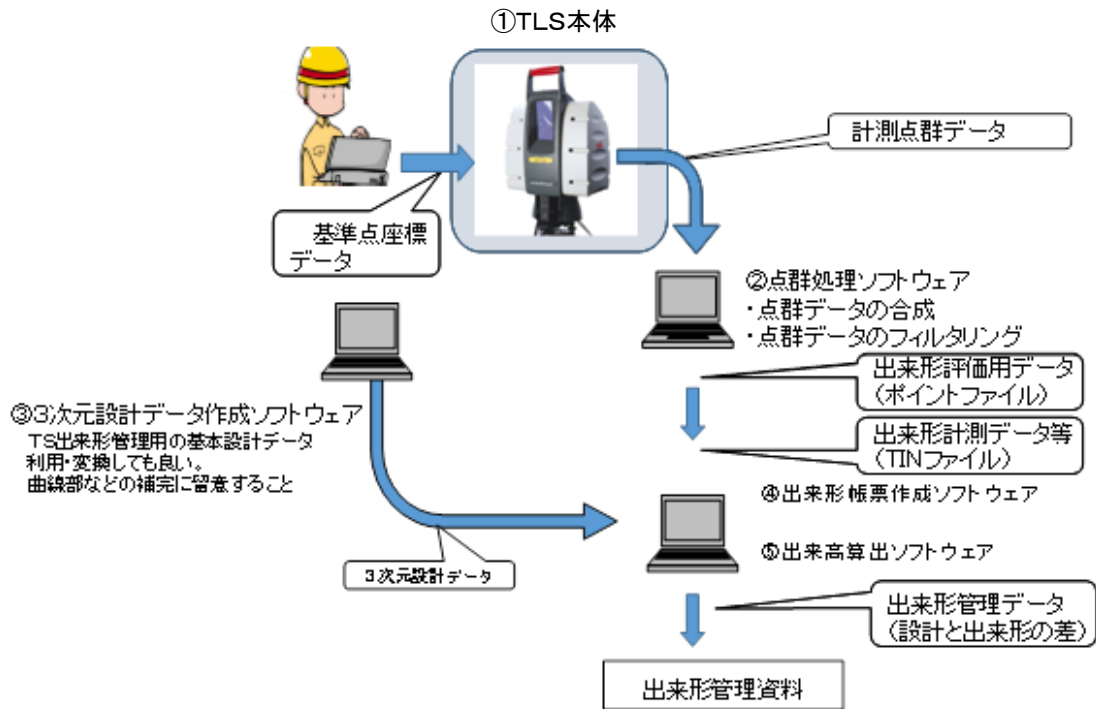 ①TLS本体
計測点群データ
基準点座標
データ
②点群処理ソフトウェア
・点群データの合成
・点群データのフィルタリング
出来形評価用データ
(ポイントファイル)
③3次元設計データ作成ソフトウェア
TS出来形管理用の基本設計データ
利用・変換しても良い。
曲線部などの補完に留意すること
出来形計測データ等
(TINファイル)
④出来形帳票作成ソフトウェア
⑤出来高算出ソフトウェア
3次元設計データ
出来形管理データ
(設計と出来形の差)
出来形管理資料